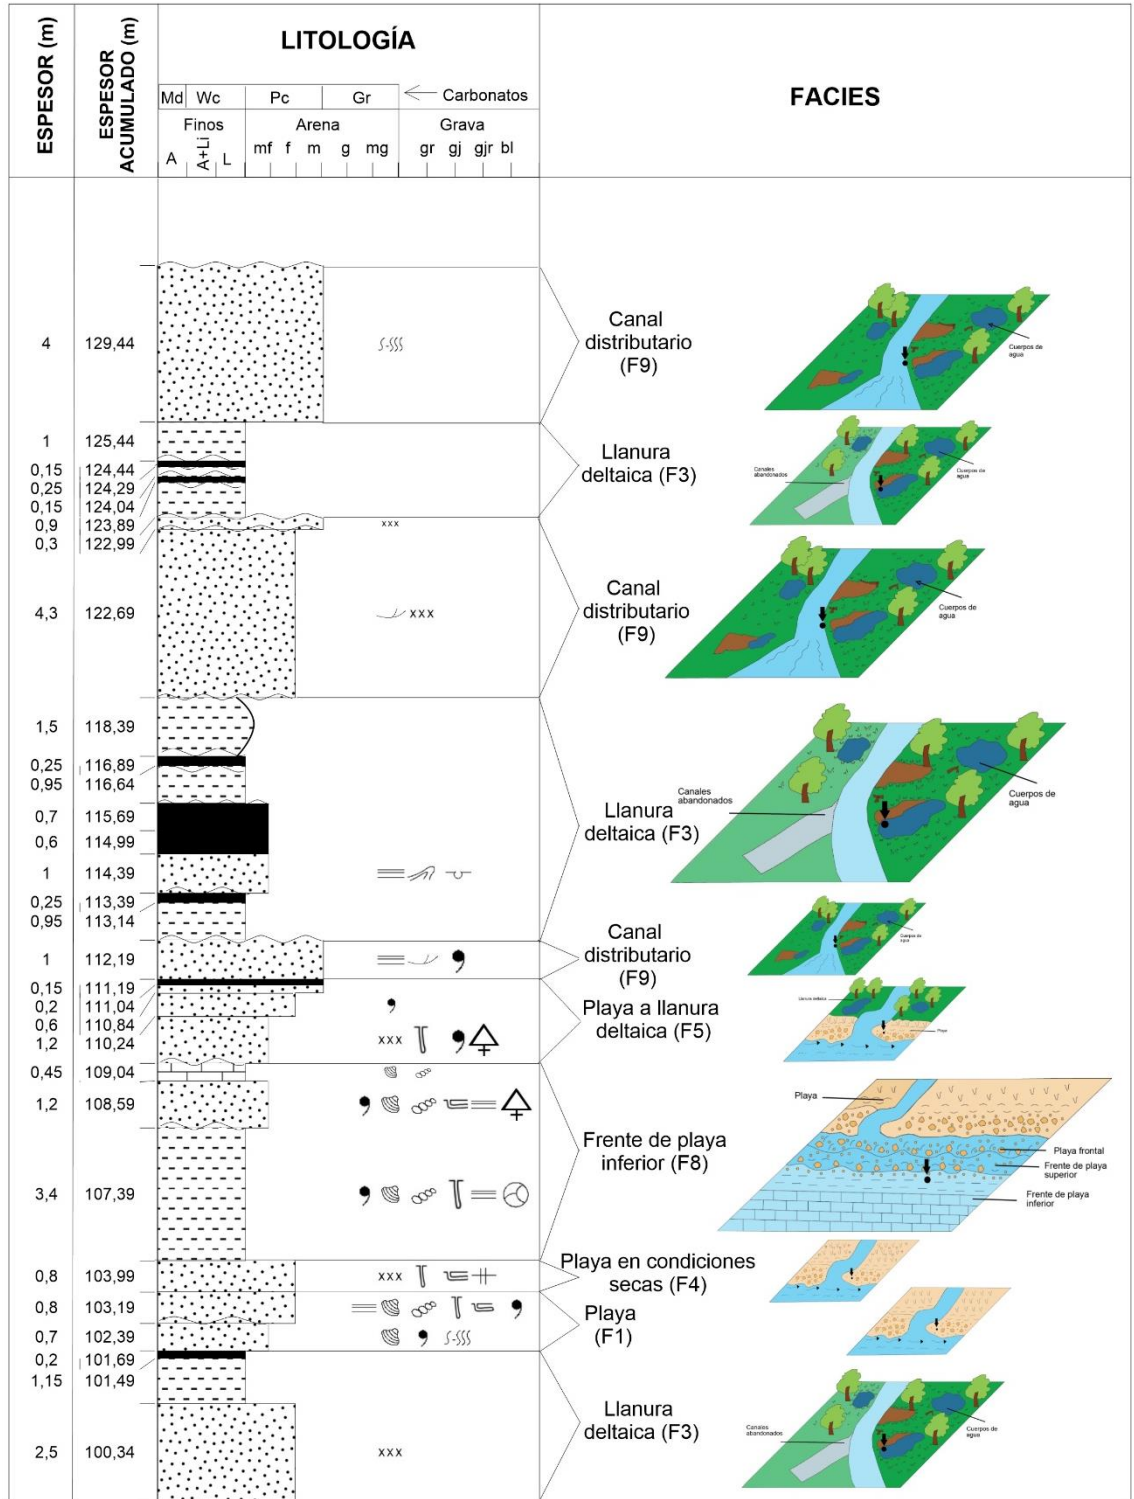 ESPESOR (m)
ESPESOR
ACUMULADO (m)
LITOLOGÍA
FACIES
Md Wc Pc Gr ← Carbonatos
Finos Arena Grava
A A+Li L mf f m g mg gr gj gjr bl
4 129,44
Canal
distributario
(F9)
Cuerpos de
agua
1 125,44
0,15 124,44
0,25 124,29
0,15 124,04
0,9 123,89
0,3 122,99
xxx
Llanura
deltaica (F3)
Canales
abandonados
Cuerpos de
agua
4,3 122,69
xxx
Canal
distributario
(F9)
Cuerpos de
agua
1,5 118,39
0,25 116,89
0,95 116,64
0,7 115,69
0,6 114,99
1 114,39
0,25 113,39
0,95 113,14
Llanura
deltaica (F3)
Canales
abandonados
Cuerpos de
agua
1 112,19
Canal
distributario
(F9)
Cuerpos de
agua
0,15 111,19
0,2 111,04
0,6 110,84
1,2 110,24
xxx
Playa a llanura
deltaica (F5)
Llanura deltaica
Playa
0,45 109,04
1,2 108,59
3,4 107,39
Frente de playa
inferior (F8)
Playa
Playa frontal
Frente de playa
superior
Frente de playa
inferior
0,8 103,99
xxx
Playa en condiciones
secas (F4)
0,8 103,19
0,7 102,39
Playa
(F1)
0,2 101,69
1,15 101,49
2,5 100,34
xxx
Llanura
deltaica (F3)
Canales
abandonados
Cuerpos de
agua